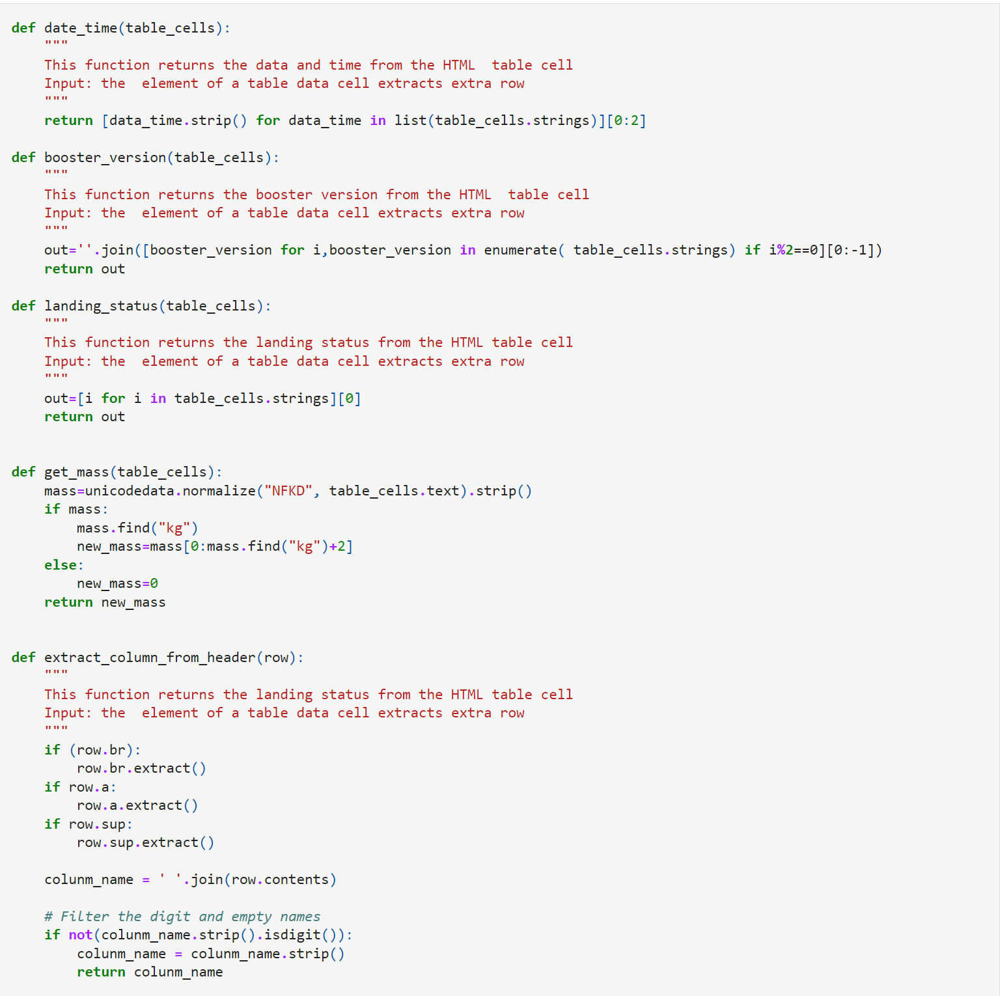 def date_time(table_cells):
    """
    This function returns the data and time from the HTML  table cell
    Input: the  element of a table data cell extracts extra row
    """
    return [data_time.strip() for data_time in list(table_cells.strings)][0:2]

def booster_version(table_cells):
    """
    This function returns the booster version from the HTML  table cell
    Input: the  element of a table data cell extracts extra row
    """
    out=''.join([booster_version for i,booster_version in enumerate( table_cells.strings) if i%2==0][0:-1])
    return out

def landing_status(table_cells):
    """
    This function returns the landing status from the HTML table cell
    Input: the  element of a table data cell extracts extra row
    """
    out=[i for i in table_cells.strings][0]
    return out


def get_mass(table_cells):
    mass=unicodedata.normalize("NFKD", table_cells.text).strip()
    if mass:
        mass.find("kg")
        new_mass=mass[0:mass.find("kg")+2]
    else:
        new_mass=0
    return new_mass


def extract_column_from_header(row):
    """
    This function returns the landing status from the HTML table cell
    Input: the  element of a table data cell extracts extra row
    """
    if (row.br):
        row.br.extract()
    if row.a:
        row.a.extract()
    if row.sup:
        row.sup.extract()

    colunm_name = ' '.join(row.contents)

    # Filter the digit and empty names
    if not(colunm_name.strip().isdigit()):
        colunm_name = colunm_name.strip()
        return colunm_name